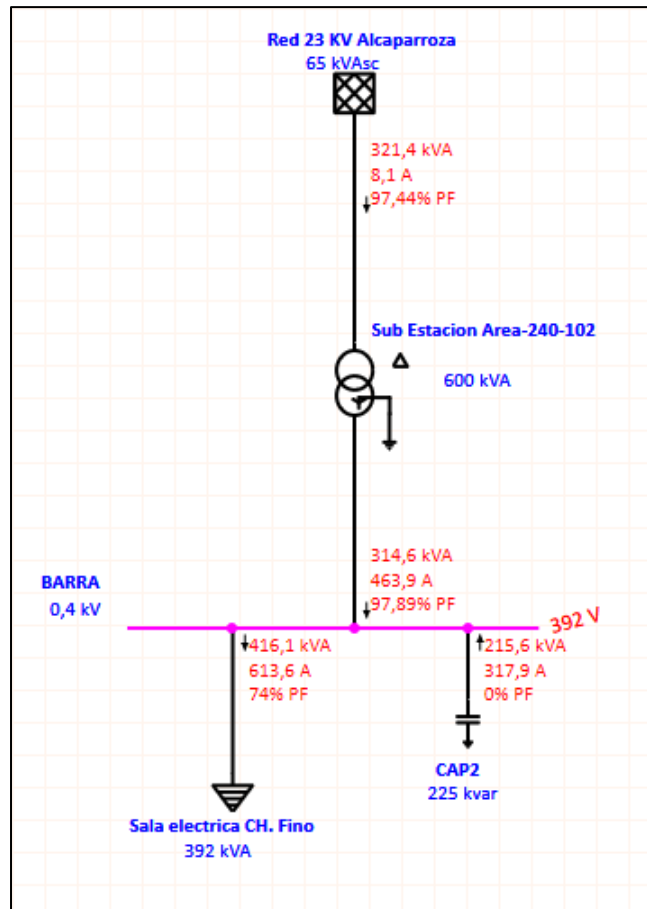 Red 23 KV Alcaparroza
65 kVAsc
321,4 kVA
8,1 A
97,44% PF
Sub Estacion Area-240-102
600 kVA
314,6 kVA
463,9 A
97,89% PF
BARRA
0,4 kV
392 V
416,1 kVA
613,6 A
74% PF
215,6 kVA
317,9 A
0% PF
CAP2
225 kvar
Sala electrica CH. Fino
392 kVA